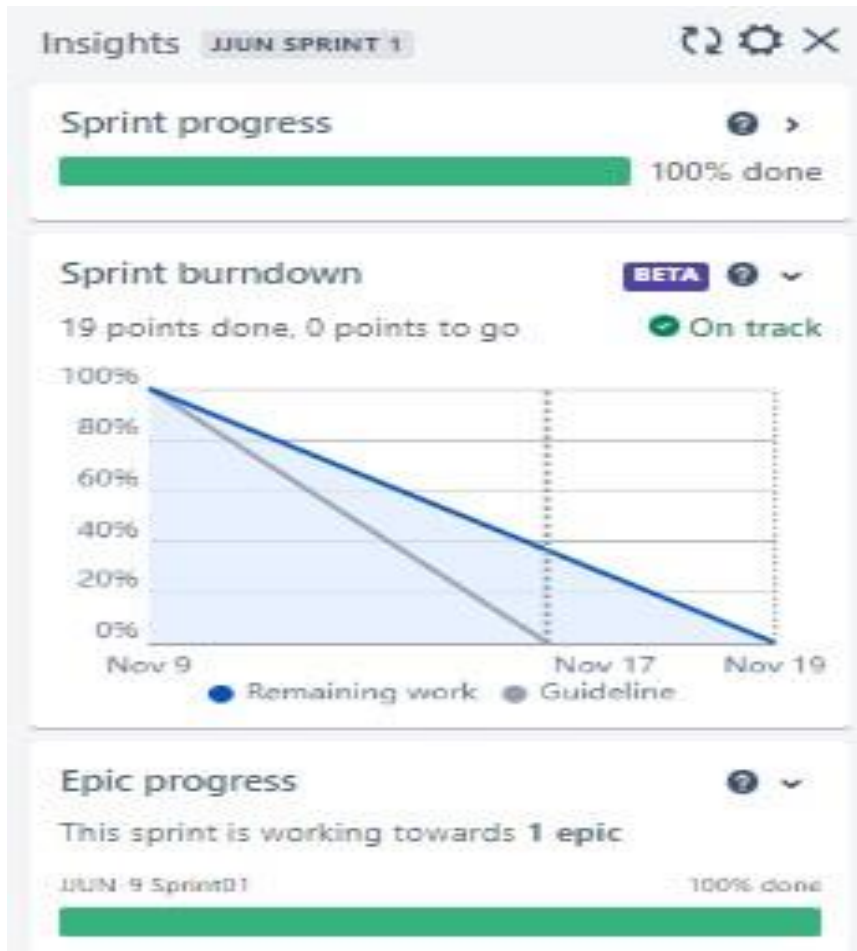 Insights JJUN SPRINT 1
Sprint progress
100% done
Sprint burndown BETA
19 points done, 0 points to go On track
100%
80%
60%
40%
20%
0%
Nov 9 Nov 17 Nov 19
Remaining work Guideline
Epic progress
This sprint is working towards 1 epic
JJUN-9 Sprint01 100% done